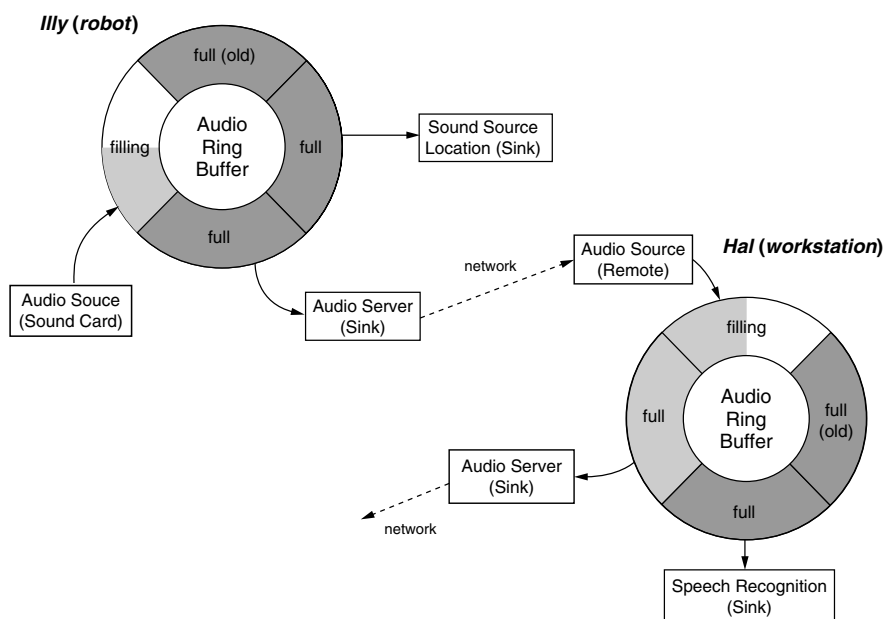 Illy (robot)
full (old)
Audio
Ring
Buffer
filling
full
full
Sound Source
Location (Sink)
Audio Souce
(Sound Card)
Audio Server
(Sink)
network
Audio Source
(Remote)
Hal (workstation)
filling
full
Audio
Ring
Buffer
full
(old)
full
Audio Server
(Sink)
network
Speech Recognition
(Sink)